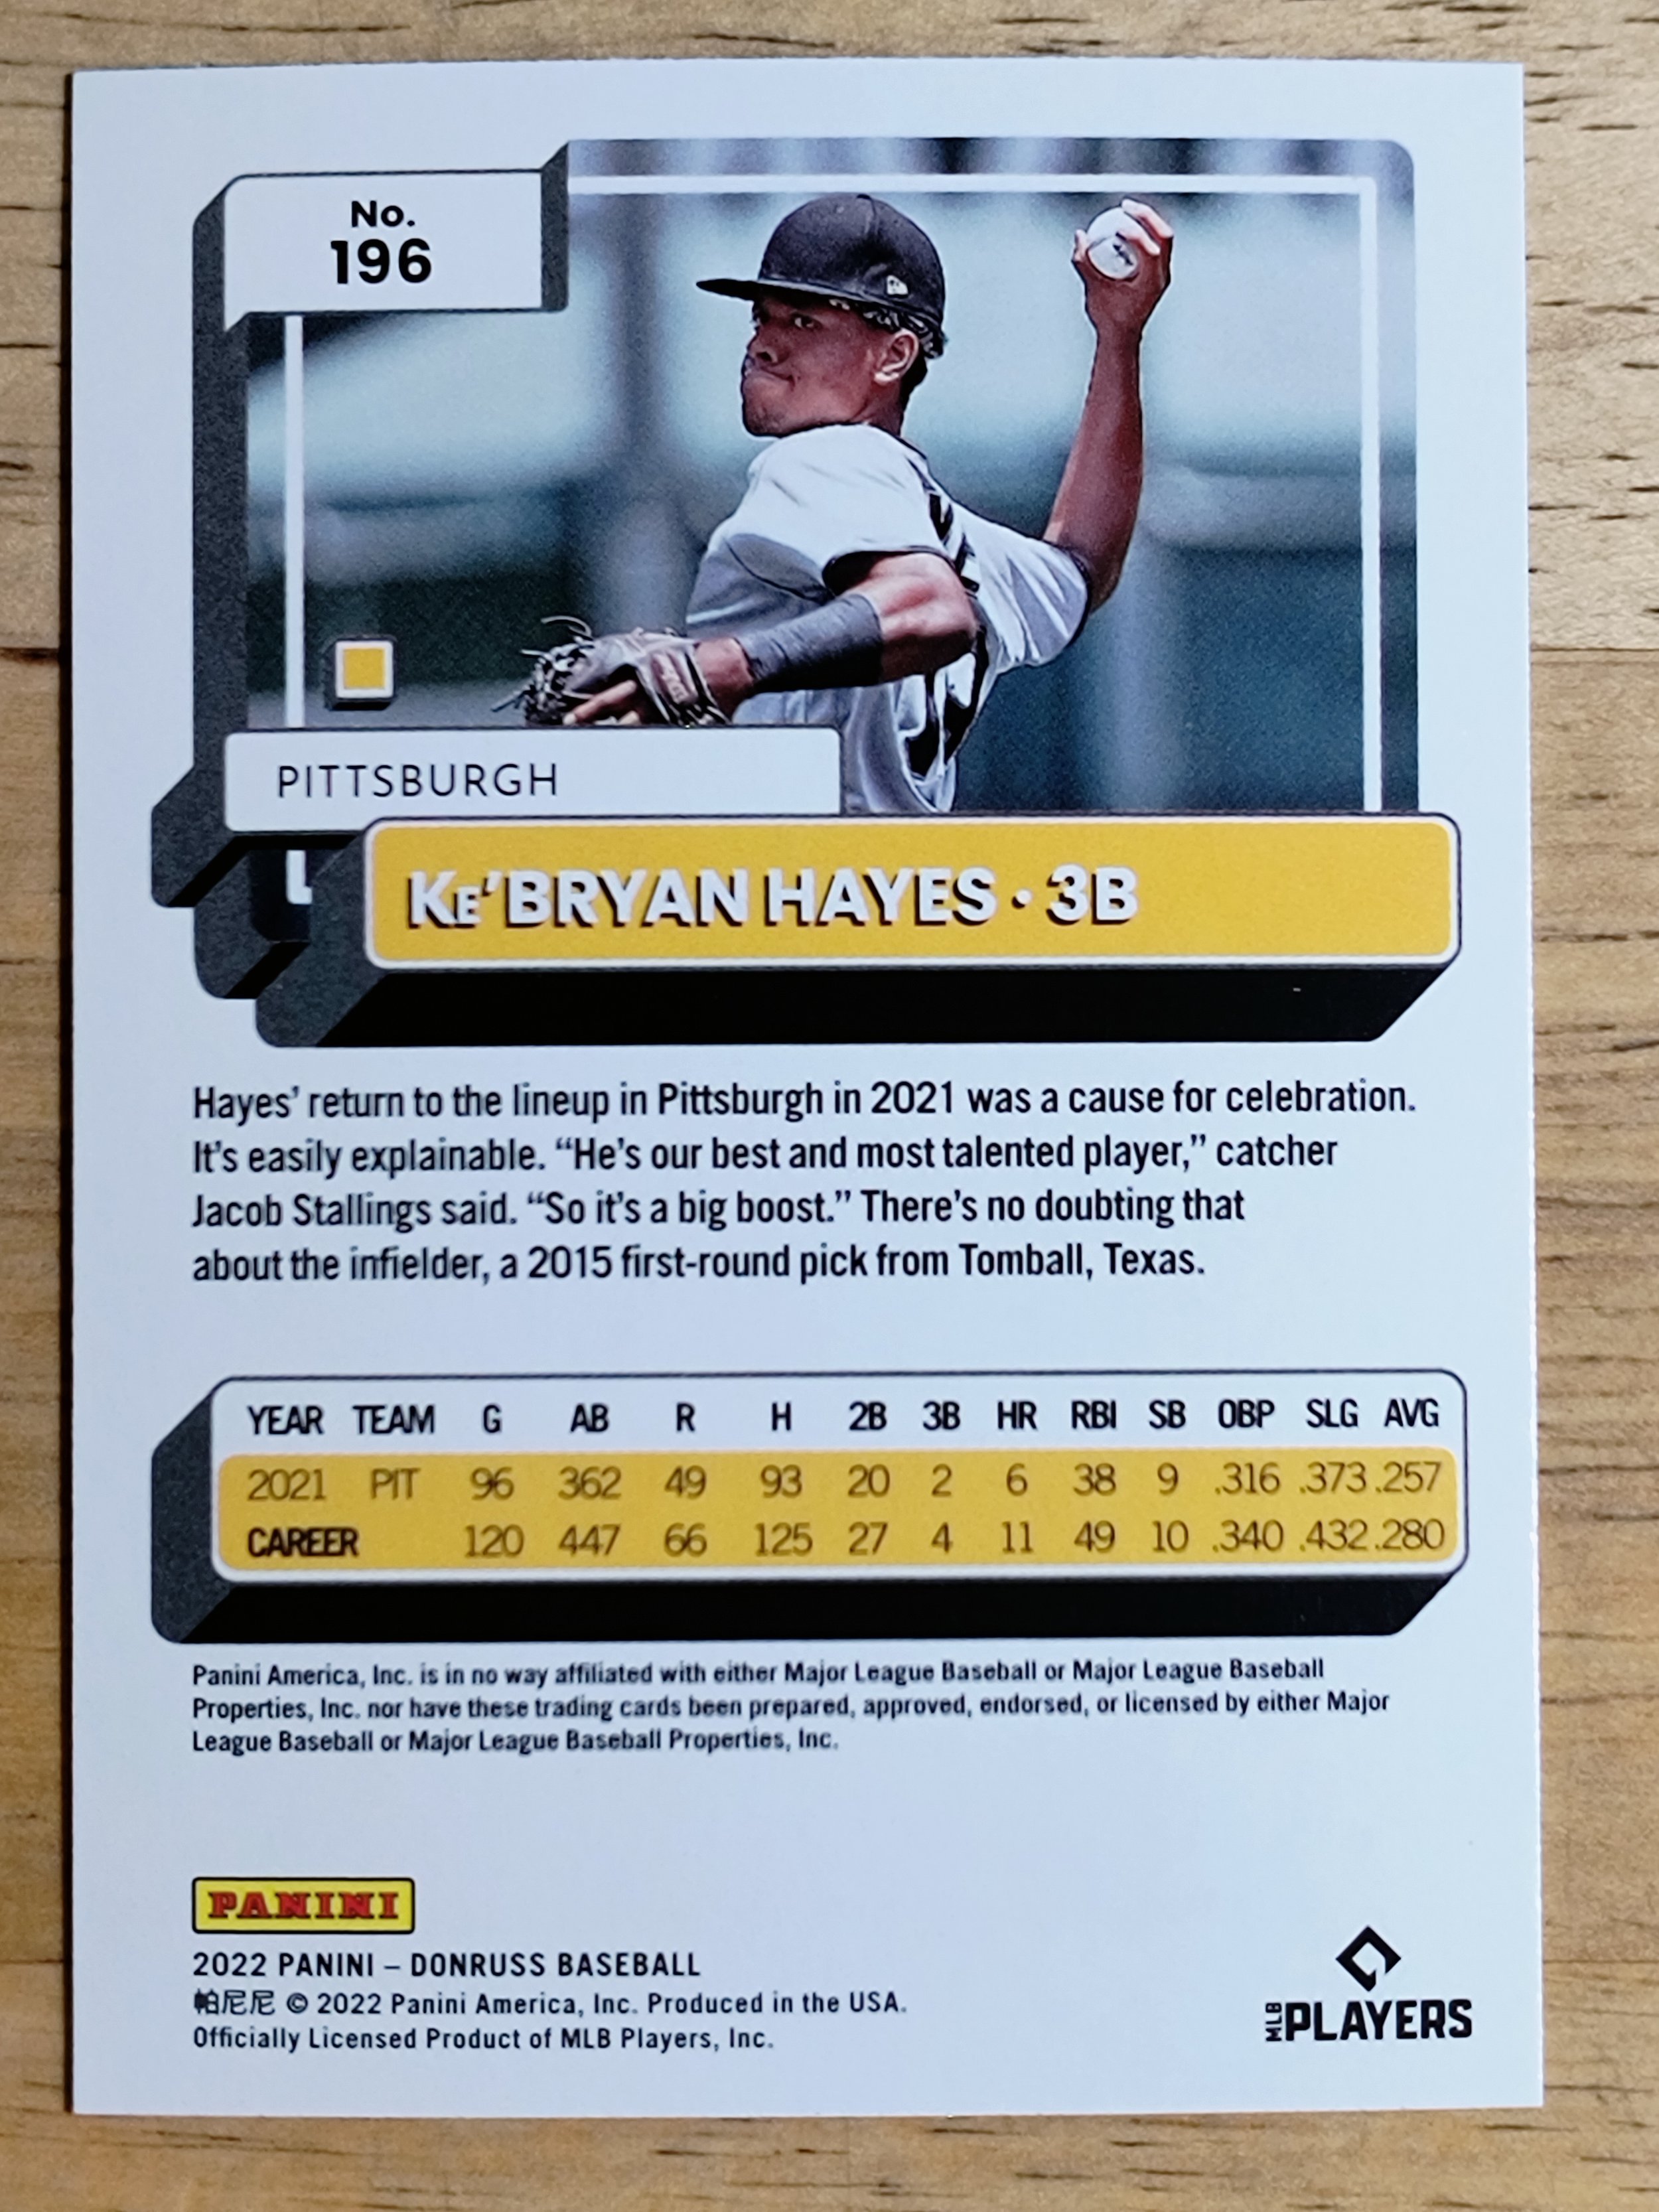 No.
196
PITTSBURGH
Ke'BRYAN HAYES • 3B
Hayes' return to the lineup in Pittsburgh in 2021 was a cause for celebration.
It's easily explainable. “He's our best and most talented player,” catcher
Jacob Stallings said. “So it's a big boost.” There's no doubting that
about the infielder, a 2015 first-round pick from Tomball, Texas.
YEAR TEAM G AB R H 2B 3B HR RBI SB OBP SLG AVG
2021 PIT 96 362 49 93 20 2 6 38 9 .316 .373 .257
CAREER 120 447 66 125 27 4 11 49 10 .340 .432 .280
Panini America, Inc. is in no way affiliated with either Major League Baseball or Major League Baseball
Properties, Inc. nor have these trading cards been prepared, approved, endorsed, or licensed by either Major
League Baseball or Major League Baseball Properties, Inc.
PANINI
2022 PANINI – DONRUSS BASEBALL
帕尼尼 © 2022 Panini America, Inc. Produced in the USA.
Officially Licensed Product of MLB Players, Inc.
MLB PLAYERS